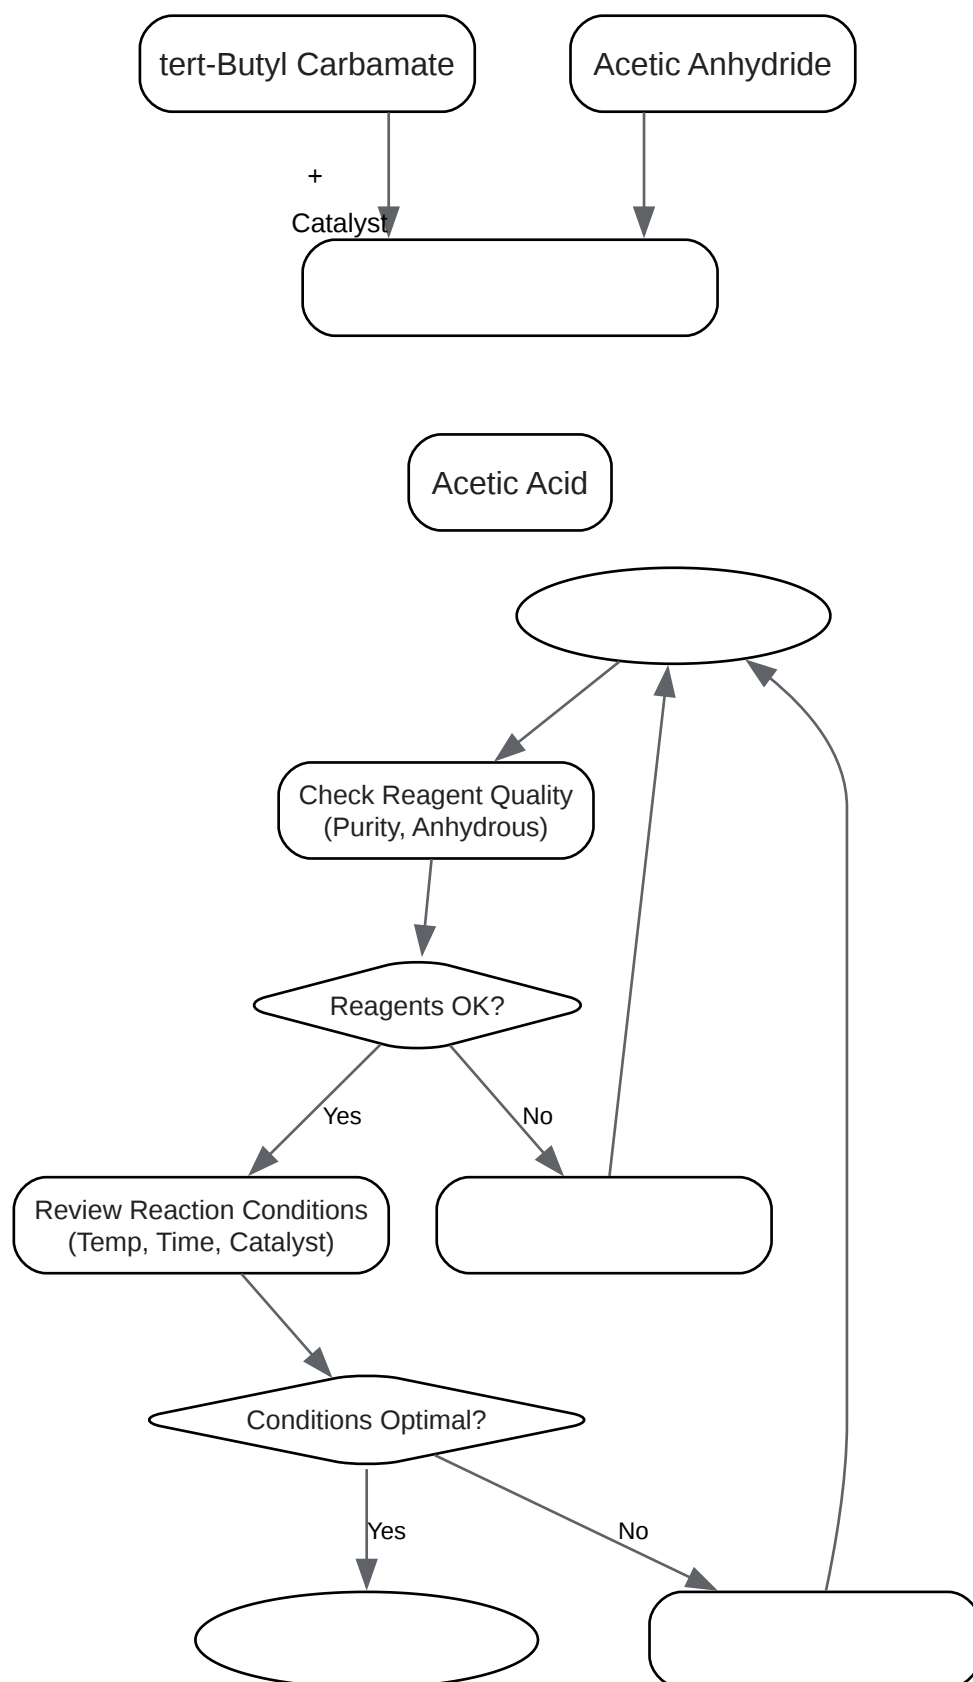 tert-Butyl Carbamate
Acetic Anhydride
+
Catalyst
Acetic Acid
Check Reagent Quality
(Purity, Anhydrous)
Reagents OK?
Yes
No
Review Reaction Conditions
(Temp, Time, Catalyst)
Conditions Optimal?
Yes
No